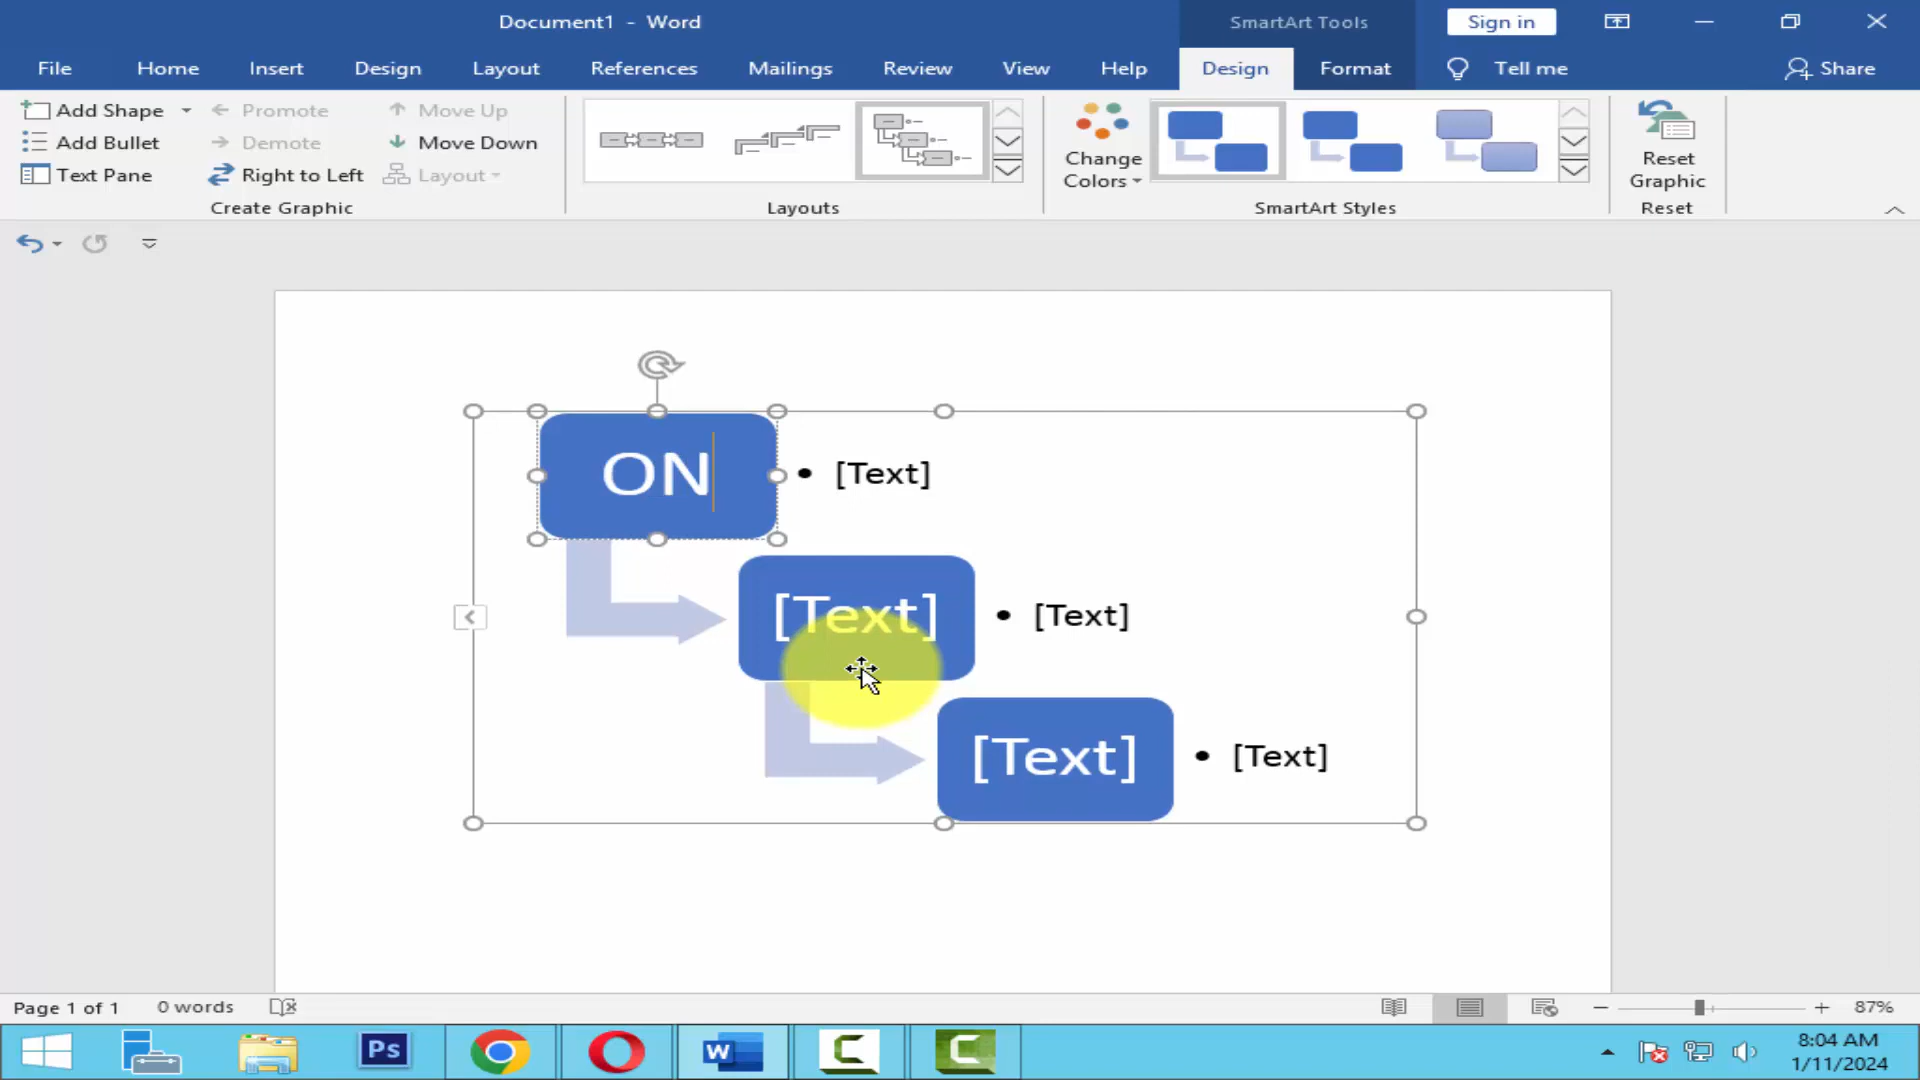 Document1 - Word
SmartArt Tools
Sign in
File Home Insert Design Layout References Mailings Review View Help Design Format Tell me Share
Add Shape Promote Move Up
Add Bullet Demote Move Down
Text Pane Right to Left Layout
Create Graphic
Layouts
Change
Colors
SmartArt Styles
Reset
Graphic
Reset
ON
• [Text]
[Text]
• [Text]
[Text]
• [Text]
Page 1 of 1 0 words
87%
Ps
W
C
C
8:04 AM
1/11/2024